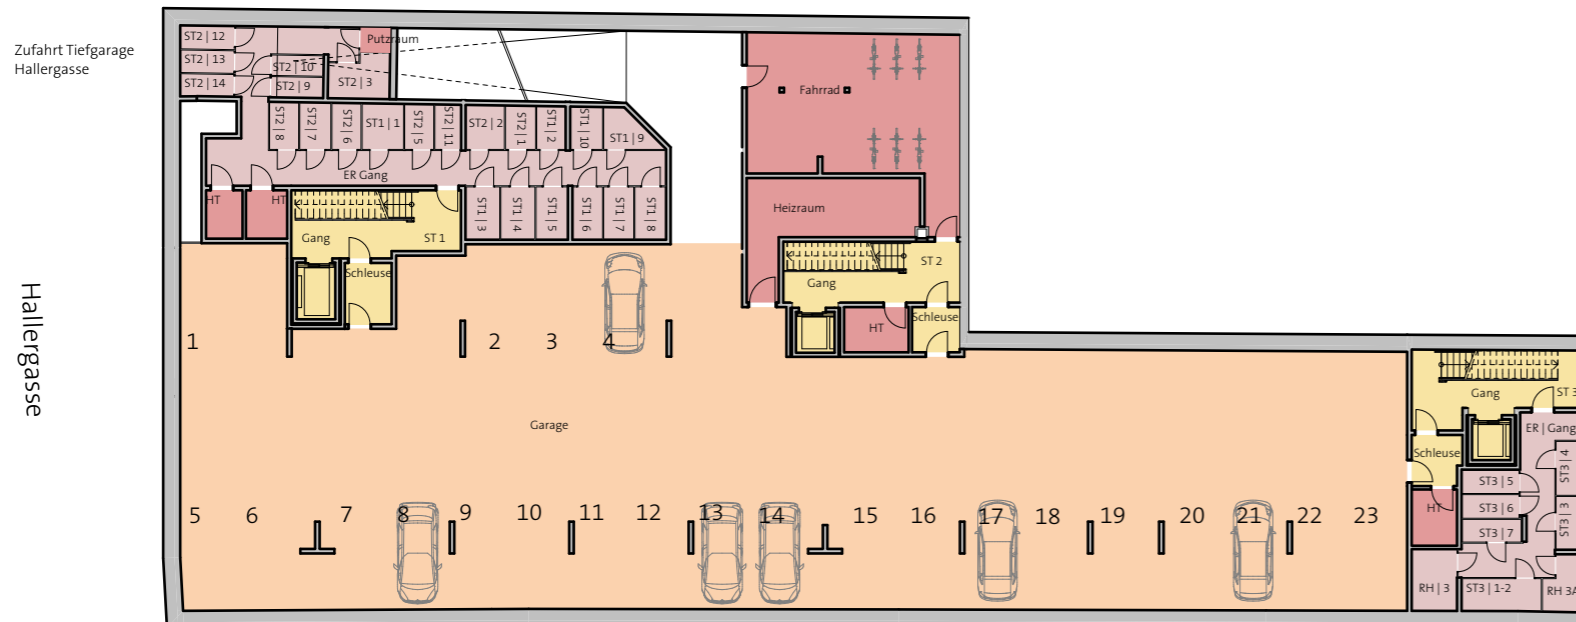 Zufahrt Tiefgarage
Hallergasse
Hallergasse
ST2 | 12
ST2 | 13
ST2 | 14
ST2 | 10
ST2 | 9
ST2 | 3
Putzraum
ST2 | 8
ST2 | 7
ST2 | 6
ST1 | 1
ST2 | 5
ST2 | 11
ST2 | 2
ST2 | 1
ST1 | 2
ST1 | 10
ST1 | 9
ER Gang
HT
HT
ST1 | 3
ST1 | 4
ST1 | 5
ST1 | 6
ST1 | 7
ST1 | 8
Gang
ST 1
Schleuse
Fahrrad
Heizraum
ST 2
Gang
HT
Schleuse
1
2
3
4
Garage
5
6
7
8
9
10
11
12
13
14
15
16
17
18
19
20
21
22
23
Gang
ST 3
ER | Gang
Schleuse
ST3 | 4
ST3 | 5
ST3 | 6
ST3 | 7
ST3 | 3
HT
RH | 3
ST3 | 1-2
RH 3A